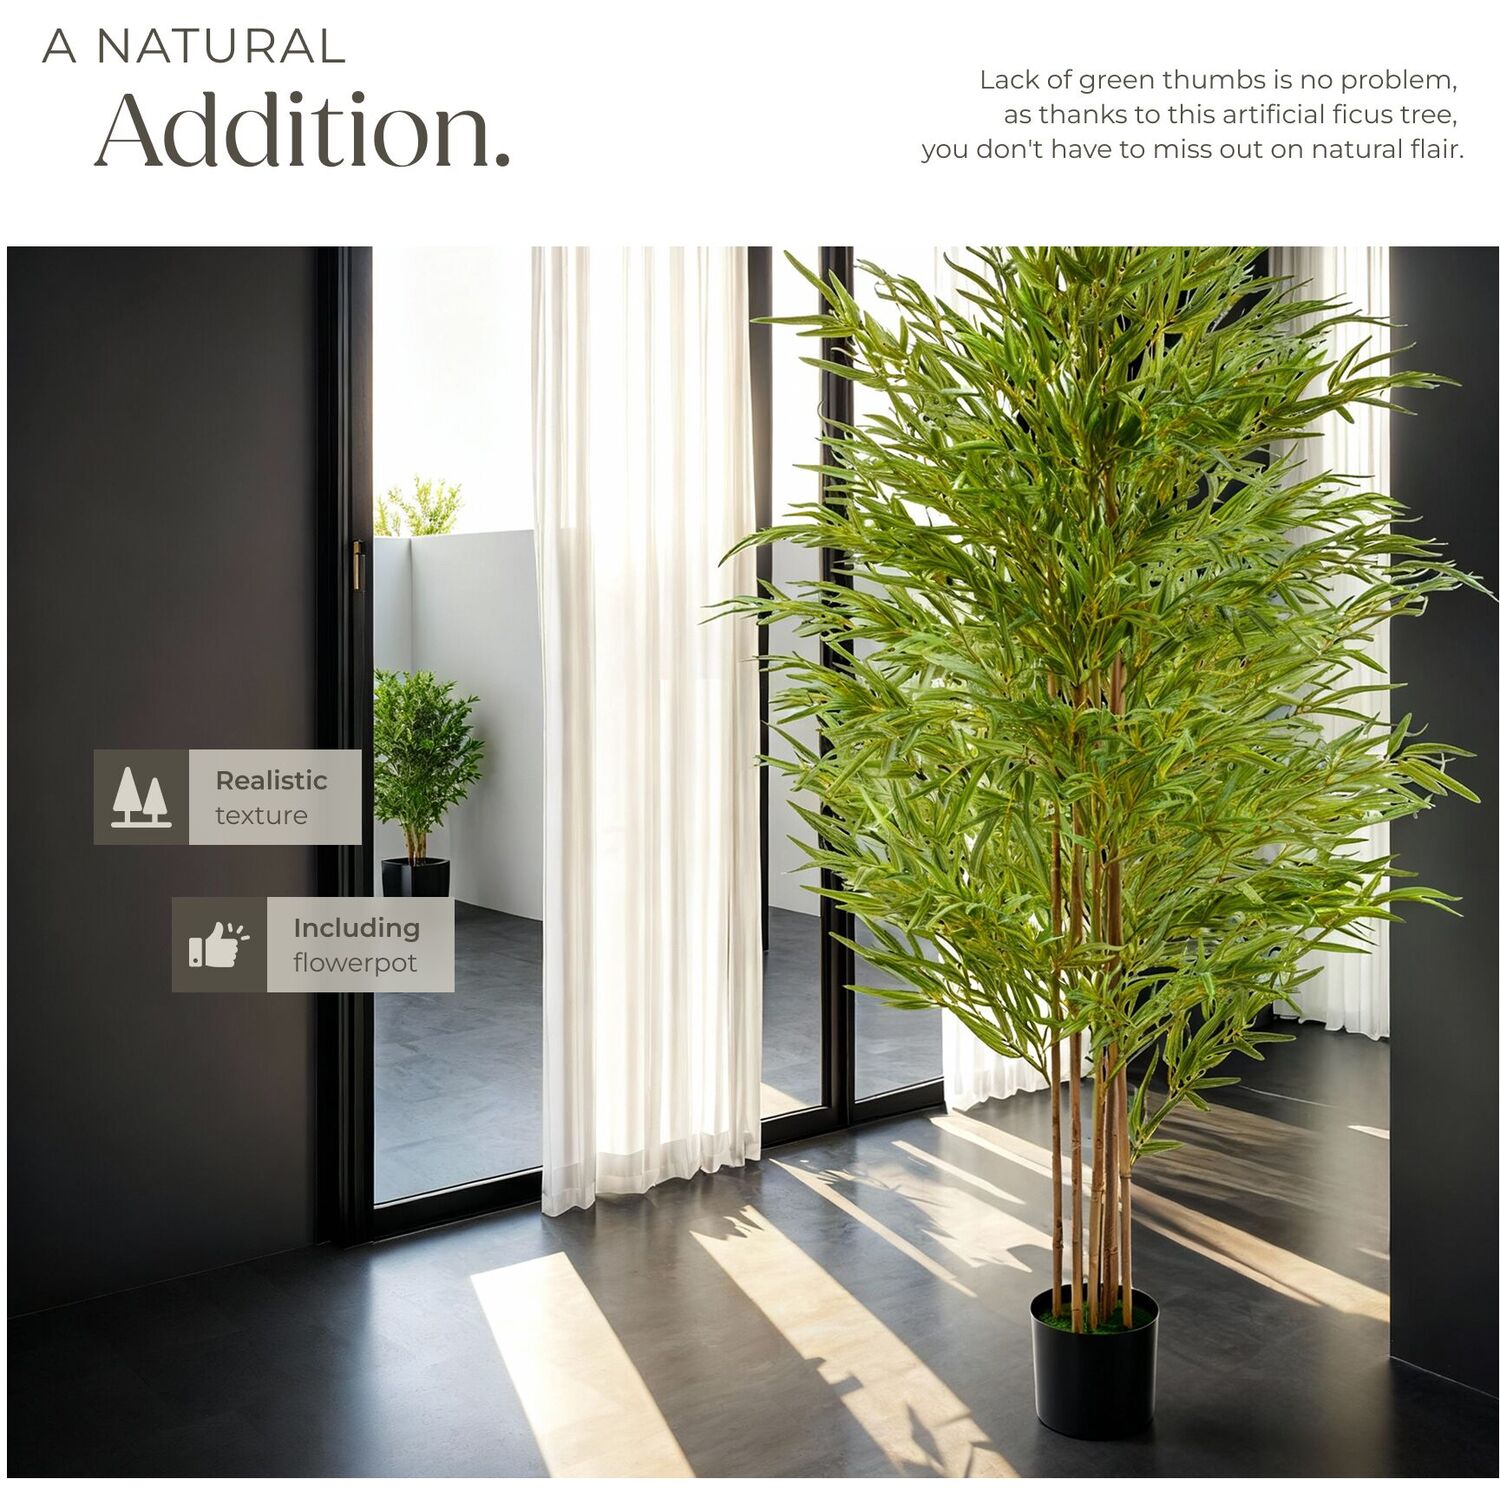 A NATURAL
Addition.
Lack of green thumbs is no problem,
as thanks to this artificial ficus tree,
you don't have to miss out on natural flair.
Realistic
texture
Including
flowerpot